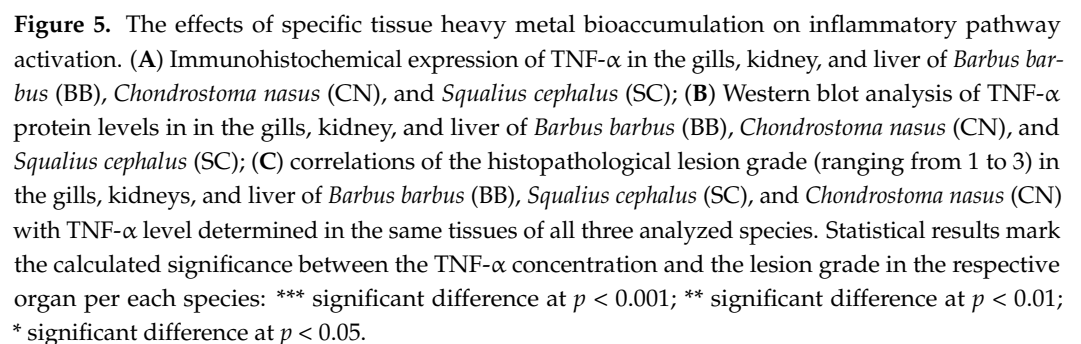 Figure 5. The effects of specific tissue heavy metal bioaccumulation on inflammatory pathway
activation. (A) Immunohistochemical expression of TNF-α in the gills, kidney, and liver of Barbus bar-
bus (BB), Chondrostoma nasus (CN), and Squalius cephalus (SC); (B) Western blot analysis of TNF-α
protein levels in in the gills, kidney, and liver of Barbus barbus (BB), Chondrostoma nasus (CN), and
Squalius cephalus (SC); (C) correlations of the histopathological lesion grade (ranging from 1 to 3) in
the gills, kidneys, and liver of Barbus barbus (BB), Squalius cephalus (SC), and Chondrostoma nasus (CN)
with TNF-α level determined in the same tissues of all three analyzed species. Statistical results mark
the calculated significance between the TNF-α concentration and the lesion grade in the respective
organ per each species: *** significant difference at p < 0.001; ** significant difference at p < 0.01;
* significant difference at p < 0.05.